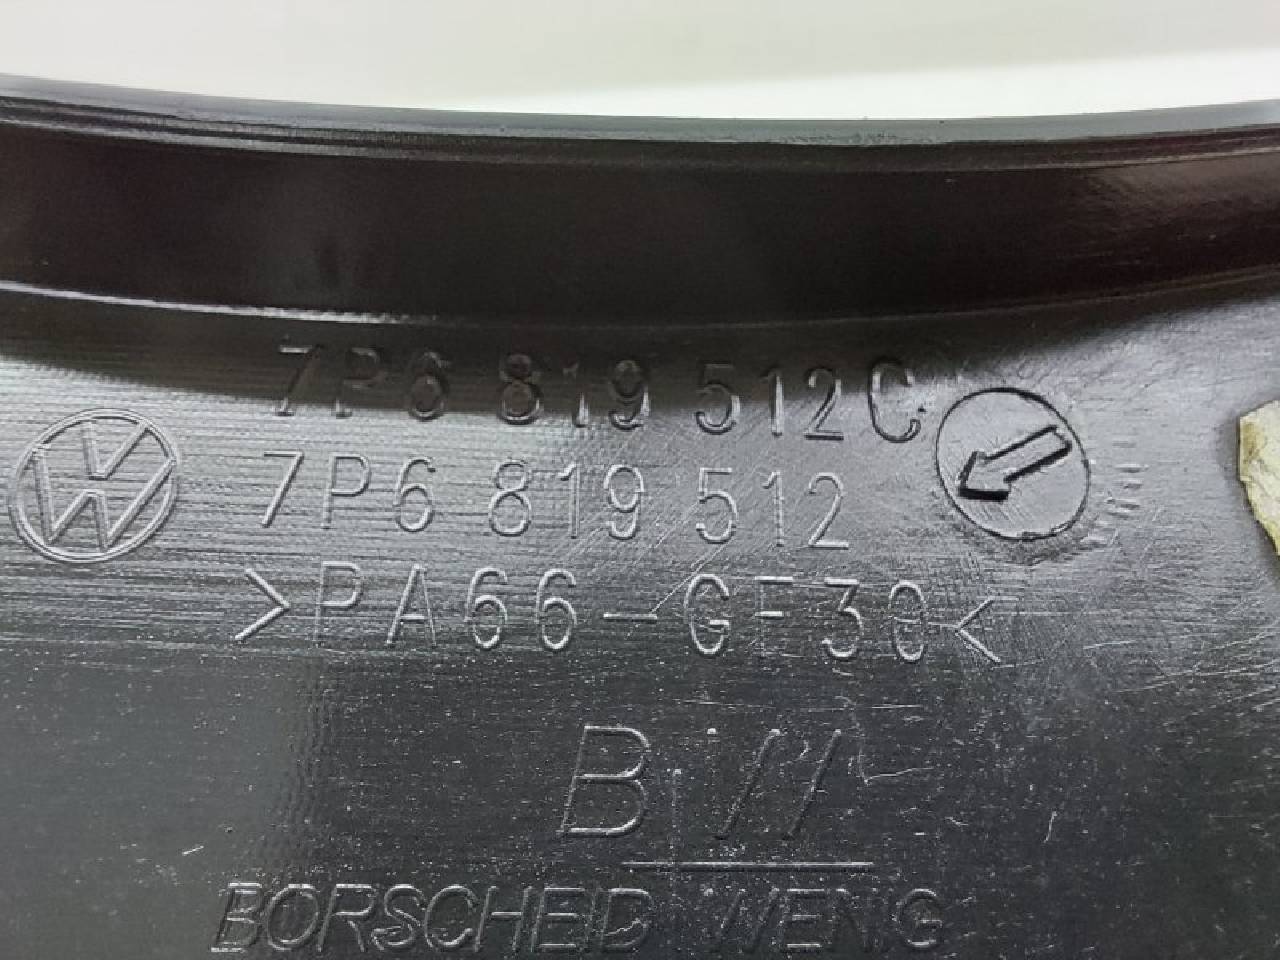 7P6 819 512C
7P6 819 512
>PA66-GF30<
BW
BORSCHEID WENIG